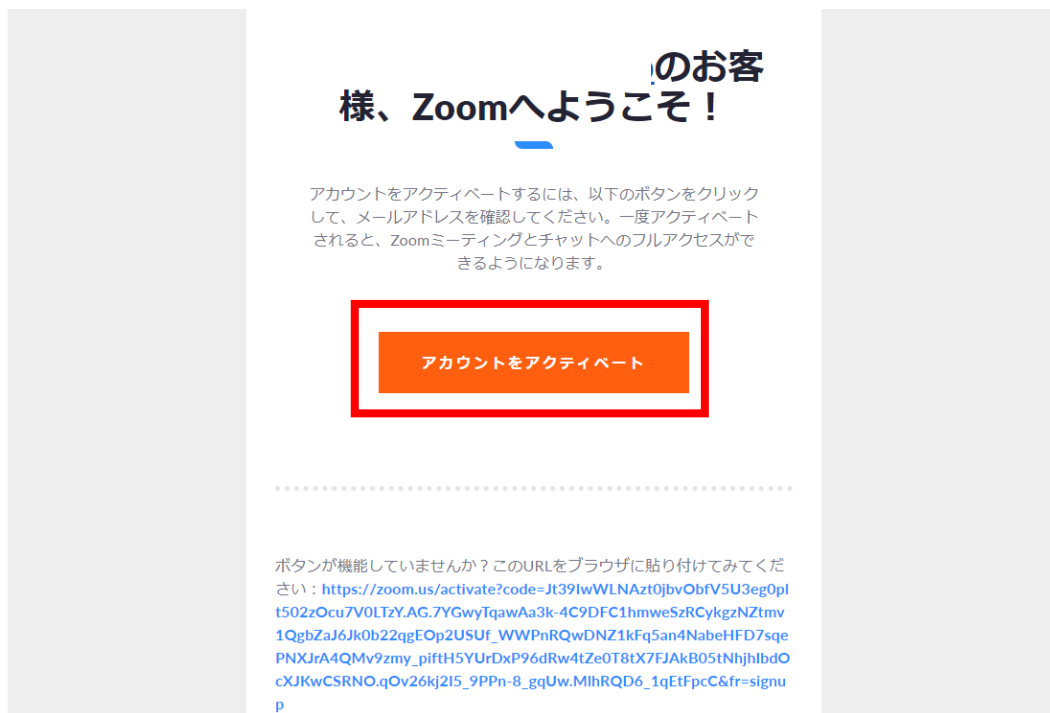 のお客
様、Zoomへようこそ！
アカウントをアクティベートするには、以下のボタンをクリック
して、メールアドレスを確認してください。一度アクティベート
されると、Zoomミーティングとチャットへのフルアクセスがで
きるようになります。
アカウントをアクティベート
ボタンが機能していませんか？このURLをブラウザに貼り付けてみてくだ
さい：https://zoom.us/activate?code=Jt39IwWLNAzt0jbvObfV5U3eg0pl
t502zOcu7V0LTzY.AG.7YGwyTqawAa3k-4C9DFC1hmweSzRCykgzNZtmv
1QgbZaJ6Jk0b22qgEOp2USUf_WWPnRQwDNZ1kFq5an4NabeHFD7sqe
PNXJrA4QMv9zmy_piftH5YUrDxP96dRw4tZe0T8tX7FJAkB05tNhjhIbdO
cXJKwCSRNO.qOv26kj2I5_9PPn-8_gqUw.MlhRQD6_1qEtFpcC&fr=signu
p